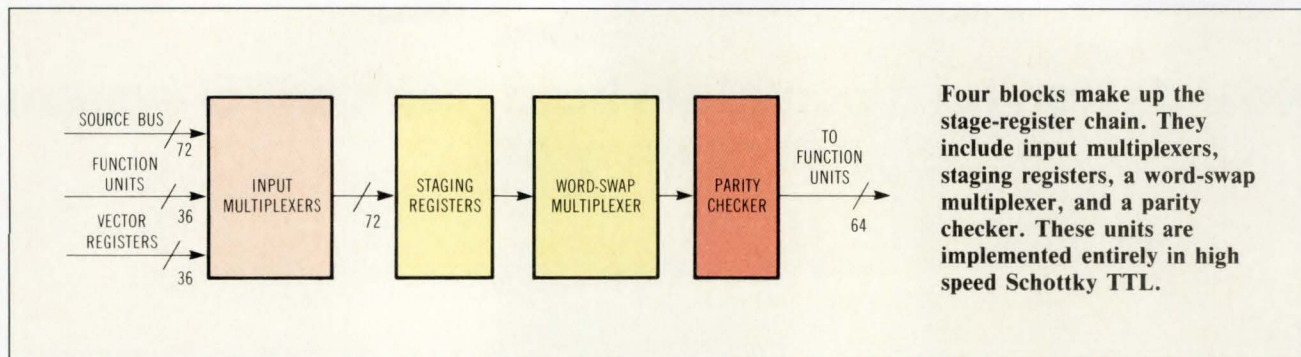 SOURCE BUS
72
FUNCTION
UNITS
36
VECTOR
REGISTERS
36
INPUT
MULTIPLEXERS
72
STAGING
REGISTERS
WORD-SWAP
MULTIPLEXER
PARITY
CHECKER
TO
FUNCTION
UNITS
64
Four blocks make up the
stage-register chain. They
include input multiplexers,
staging registers, a word-swap
multiplexer, and a parity
checker. These units are
implemented entirely in high
speed Schottky TTL.